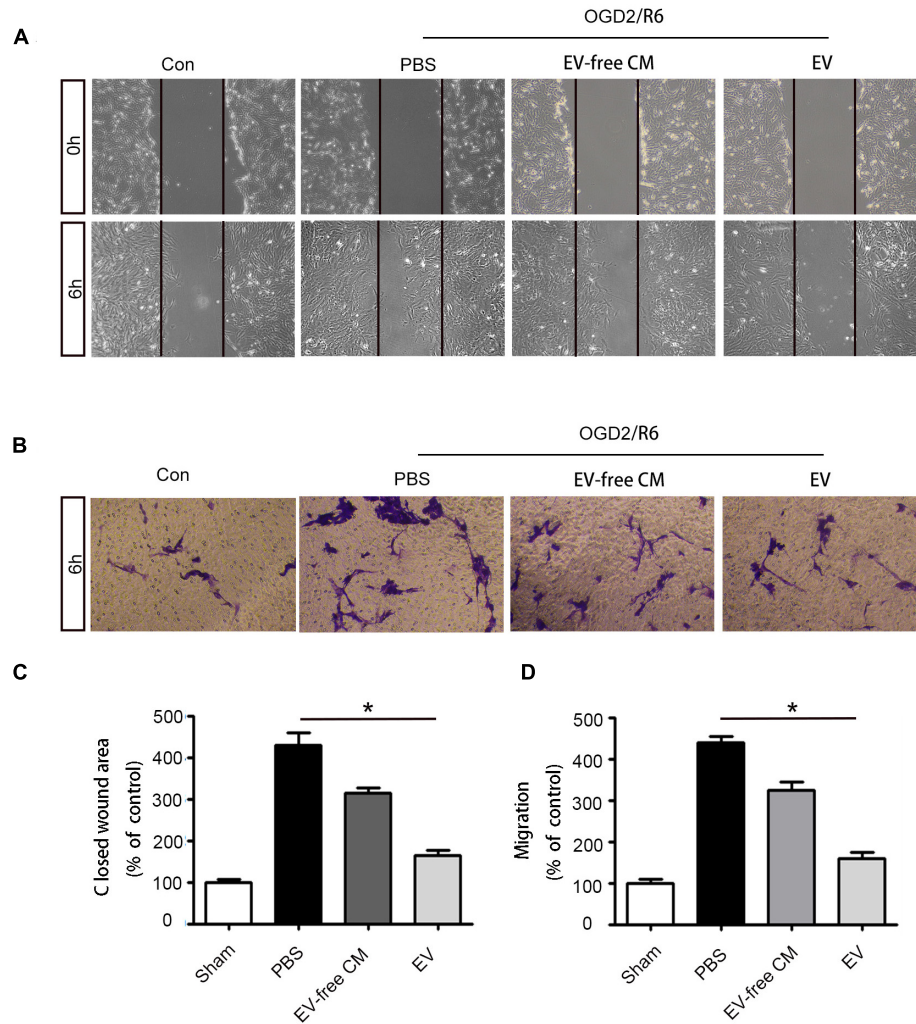 OGD2/R6
A
Con
PBS
EV-free CM
EV
0h
6h
OGD2/R6
B
Con
PBS
EV-free CM
EV
6h
C
Closed wound area
(% of control)
500
400
300
200
100
0
*
Sham
PBS
EV-free CM
EV
D
Migration
(% of control)
500
400
300
200
100
0
*
Sham
PBS
EV-free CM
EV